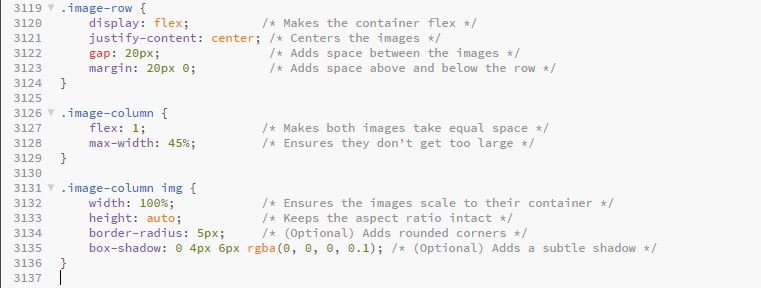 3119 .image-row {
3120     display: flex;          /* Makes the container flex */
3121     justify-content: center; /* Centers the images */
3122     gap: 20px;               /* Adds space between the images */
3123     margin: 20px 0;          /* Adds space above and below the row */
3124 }
3125
3126 .image-column {
3127     flex: 1;                /* Makes both images take equal space */
3128     max-width: 45%;         /* Ensures they don't get too large */
3129 }
3130
3131 .image-column img {
3132     width: 100%;            /* Ensures the images scale to their container */
3133     height: auto;           /* Keeps the aspect ratio intact */
3134     border-radius: 5px;     /* (Optional) Adds rounded corners */
3135     box-shadow: 0 4px 6px rgba(0, 0, 0, 0.1); /* (Optional) Adds a subtle shadow */
3136 }
3137